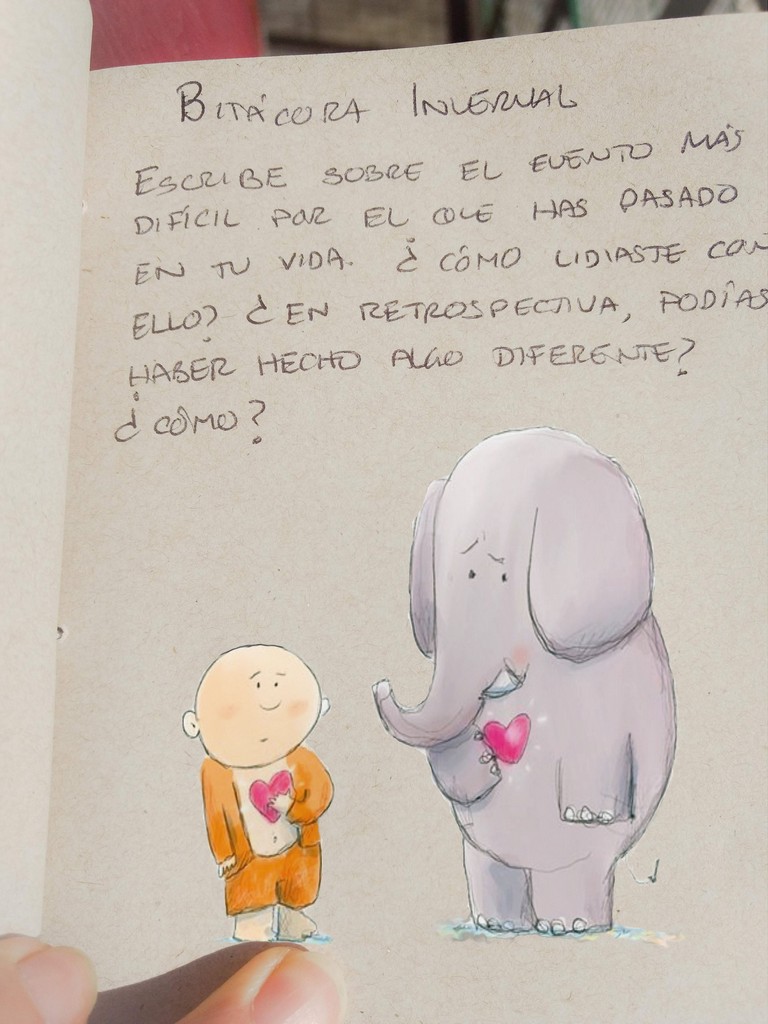 BITÁCORA INVERNAL
ESCRIBE SOBRE EL EVENTO MÁS
DIFÍCIL POR EL QUE HAS PASADO
EN TU VIDA. ¿CÓMO LIDIASTE CON
ELLO? ¿EN RETROSPECTIVA, PODÍAS
HABER HECHO ALGO DIFERENTE?
¿CÓMO?